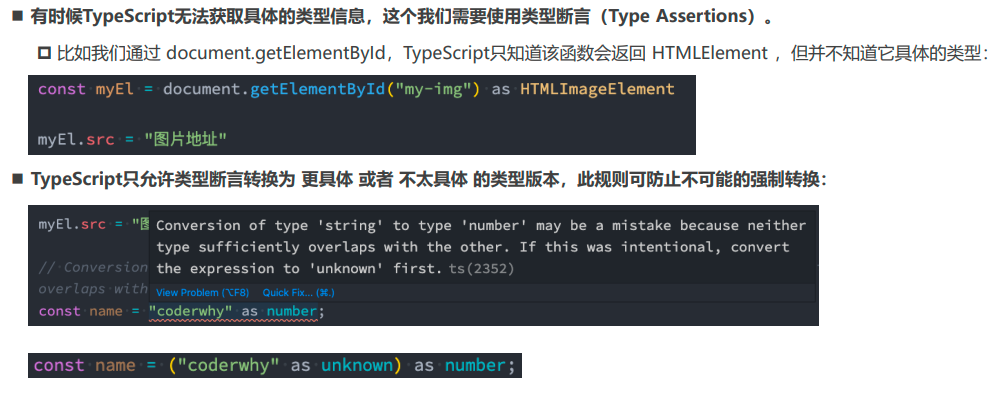 有时候TypeScript无法获取具体的类型信息，这个我们需要使用类型断言（Type Assertions）。
比如我们通过 document.getElementById，TypeScript只知道该函数会返回 HTMLElement ，但并不知道它具体的类型：
const myEl = document.getElementById("my-img") as HTMLImageElement
myEl.src = "图片地址"
TypeScript只允许类型断言转换为 更具体 或者 不太具体 的类型版本，此规则可防止不可能的强制转换：
myEl.src = "
Conversion of type 'string' to type 'number' may be a mistake because neither
type sufficiently overlaps with the other. If this was intentional, convert
the expression to 'unknown' first. ts(2352)
// Conversion
overlaps with
View Problem (⌥F8) Quick Fix... (⌘.)
const name = "coderwhy" as number;
const name = ("coderwhy" as unknown) as number;